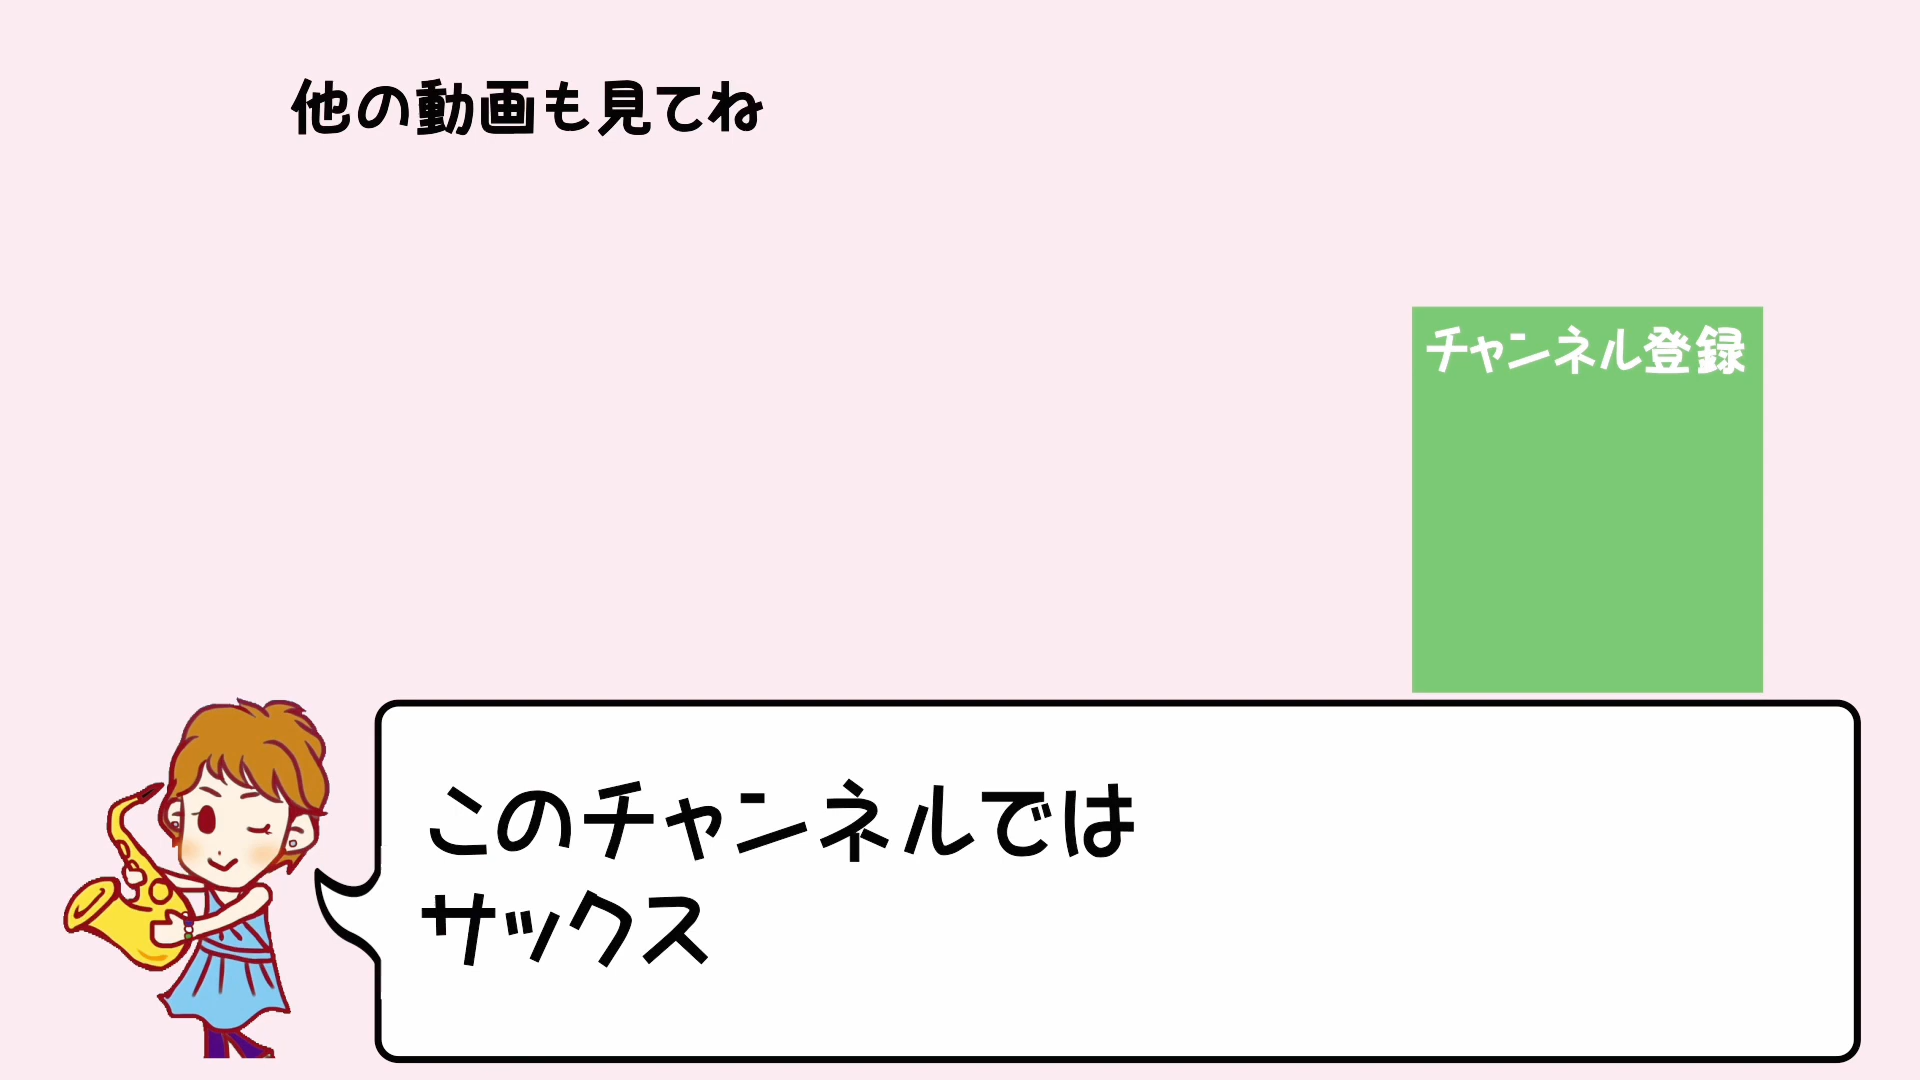 他の動画も見てね
チャンネル登録
このチャンネルでは
サックス